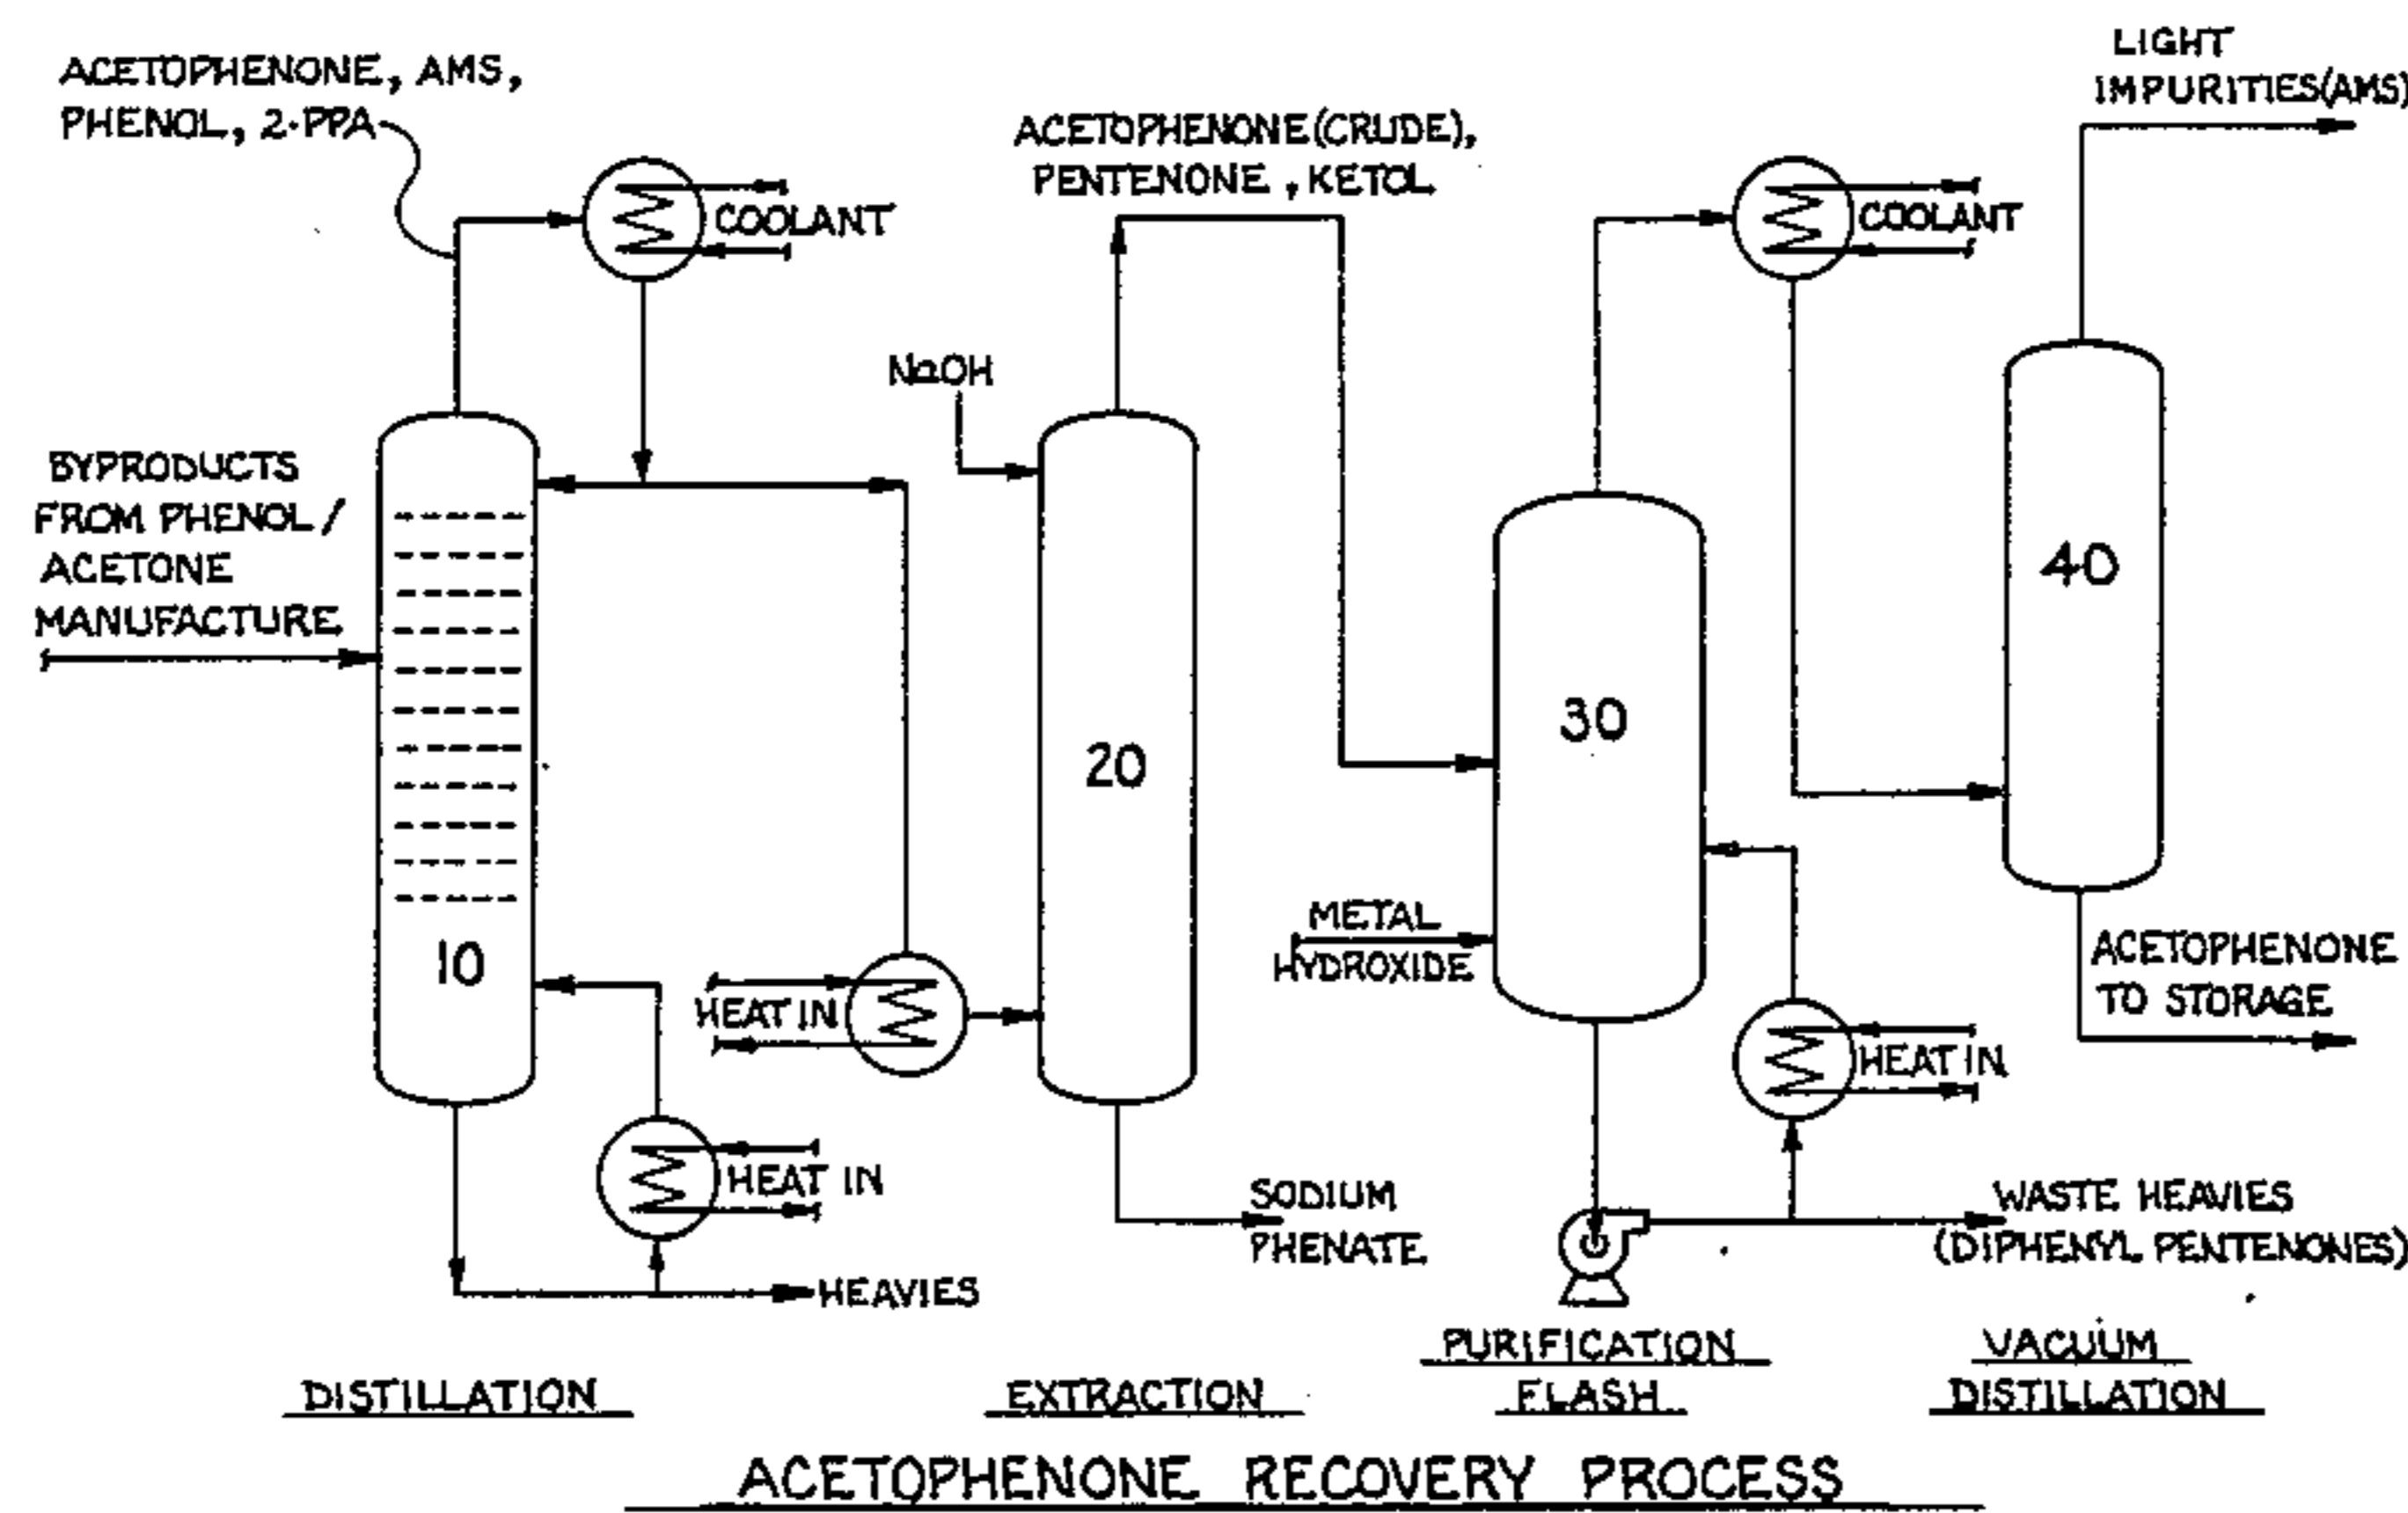 ACETOPHENONE, AMS,
PHENOL, 2-PPA
COOLANT
BYPRODUCTS
FROM PHENOL/
ACETONE
MANUFACTURE
10
HEAT IN
HEAVIES
DISTILLATION
NaOH
HEAT IN
20
ACETOPHENONE (CRUDE),
PENTENONE, KETOL
SODIUM
PHENATE
EXTRACTION
METAL
HYDROXIDE
30
COOLANT
HEAT IN
WASTE HEAVIES
(DIPHENYL PENTENONES)
PURIFICATION
FLASH
LIGHT
IMPURITIES (AMS)
40
ACETOPHENONE
TO STORAGE
VACUUM
DISTILLATION
ACETOPHENONE RECOVERY PROCESS